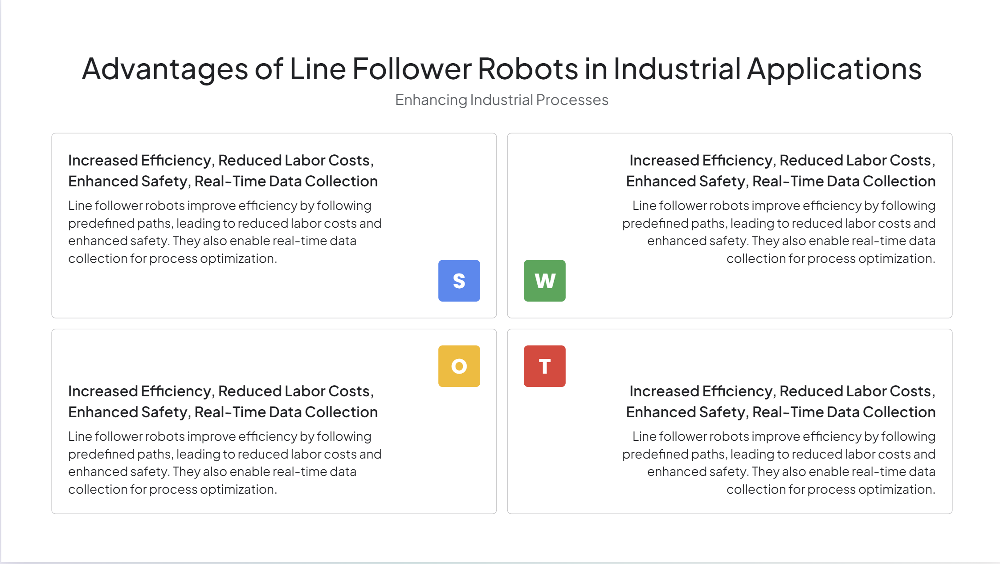 Advantages of Line Follower Robots in Industrial Applications
Enhancing Industrial Processes
Increased Efficiency, Reduced Labor Costs,
Enhanced Safety, Real-Time Data Collection
Line follower robots improve efficiency by following
predefined paths, leading to reduced labor costs and
enhanced safety. They also enable real-time data
collection for process optimization.
S
Increased Efficiency, Reduced Labor Costs,
Enhanced Safety, Real-Time Data Collection
Line follower robots improve efficiency by following
predefined paths, leading to reduced labor costs and
enhanced safety. They also enable real-time data
collection for process optimization.
W
O
Increased Efficiency, Reduced Labor Costs,
Enhanced Safety, Real-Time Data Collection
Line follower robots improve efficiency by following
predefined paths, leading to reduced labor costs and
enhanced safety. They also enable real-time data
collection for process optimization.
T
Increased Efficiency, Reduced Labor Costs,
Enhanced Safety, Real-Time Data Collection
Line follower robots improve efficiency by following
predefined paths, leading to reduced labor costs and
enhanced safety. They also enable real-time data
collection for process optimization.